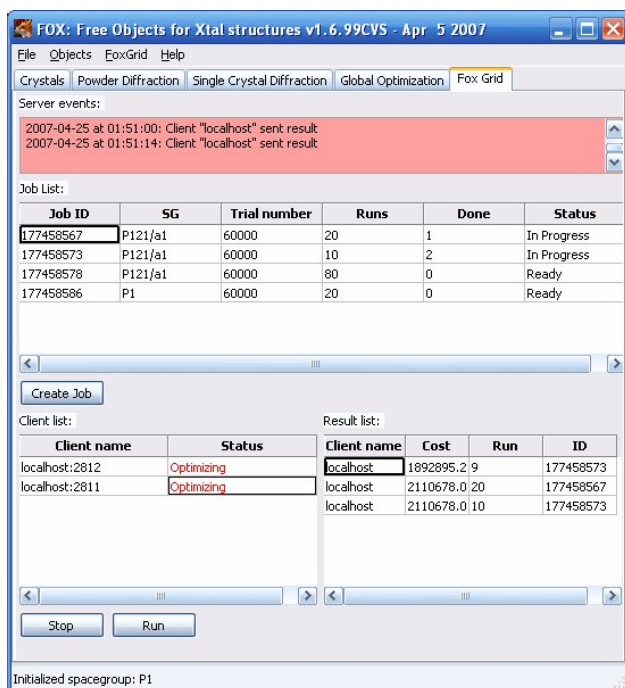 FOX: Free Objects for Xtal structures v1.6.99CVS - Apr 5 2007
File Objects FoxGrid Help
Crystals Powder Diffraction Single Crystal Diffraction Global Optimization Fox Grid
Server events:
2007-04-25 at 01:51:00: Client "localhost" sent result
2007-04-25 at 01:51:14: Client "localhost" sent result
Job List:
Job ID SG Trial number Runs Done Status
177458567 P121/a1 60000 20 1 In Progress
177458573 P121/a1 60000 10 2 In Progress
177458578 P121/a1 60000 80 0 Ready
177458586 P1 60000 20 0 Ready
Create Job
Client list: Result list:
Client name Status Client name Cost Run ID
localhost:2812 Optimizing localhost 1892895.2 9 177458573
localhost:2811 Optimizing localhost 2110678.0 20 177458567
localhost 2110678.0 10 177458573
Stop Run
Initialized spacegroup: P1